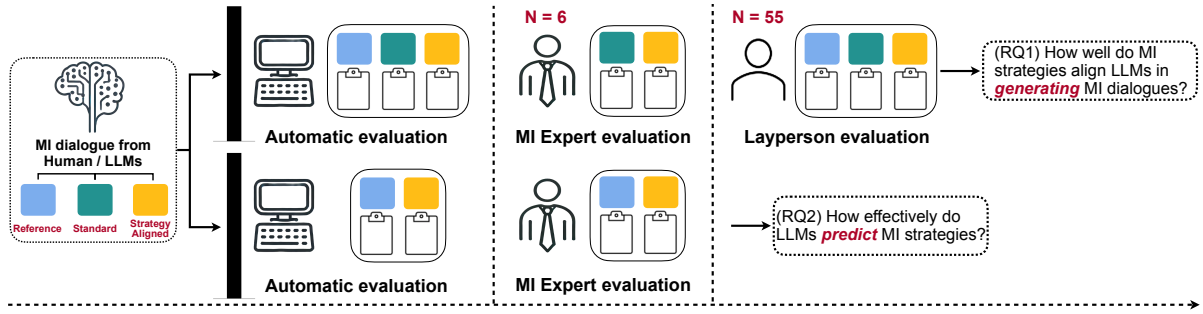 MI dialogue from
Human / LLMs
Reference
Standard
Strategy
Aligned
Automatic evaluation
N = 6
MI Expert evaluation
N = 55
Layperson evaluation
(RQ1) How well do MI
strategies align LLMs in
generating MI dialogues?
Automatic evaluation
MI Expert evaluation
(RQ2) How effectively do
LLMs predict MI strategies?